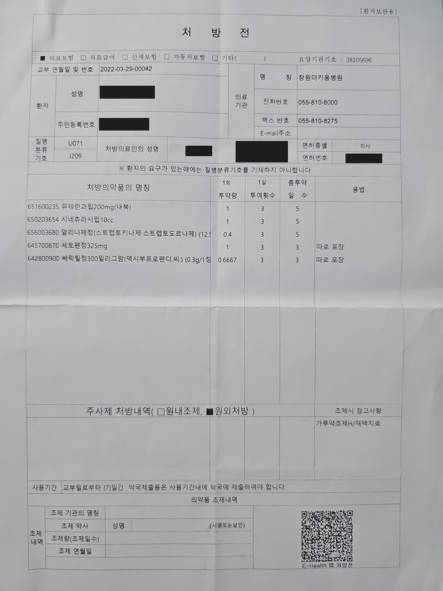 [환자보관용]
처 방 전
■ 의료보험 □ 의료급여 □ 산재보험 □ 자동차보험 □ 기타( ) 요양기관기호 : 38205696
교부 연월일 및 번호 2022-03-29-00042
환자
성명
주민등록번호
의료기관
명 칭 창원더키움병원
전화번호 055-810-8000
팩스 번호 055-810-8275
E-mail주소
질병분류기호
U071
J209
처방의료인의 성명
면허종별 의사
면허번호
※ 환자의 요구가 있는때에는 질병분류기호를 기재하지 아니합니다.
처방의약품의 명칭 1회투약량 1일투여횟수 총투약일 수 용법
651600235 유테란과립200mg(내복) 1 3 5
650203654 시네츄라시럽10cc 1 3 5
656003680 말리나제정(스트렙토키나제 스트렙토도르나제) (12.5 0.4 3 5
645700870 세토펜정325mg 1 3 3 따로 포장
642800900 쎄락틸정300밀리그람(덱시부프로펜디.씨.) (0.3g/1정 0.6667 3 3 따로 포장
주사제 처방내역( □원내조제, ■원외처방 ) 조제시 참고사항
가루약조제H/재택치료
사용기간 교부일로부터 (7)일간 약국제출용은 사용기간내에 약국에 제출하여야 합니다.
의약품 조제내역
조제내역
조제 기관의 명칭
조제 약사 성명 (서명또는날인)
조제량(조제일수)
조제 연월일
E-Health 앱 처방전